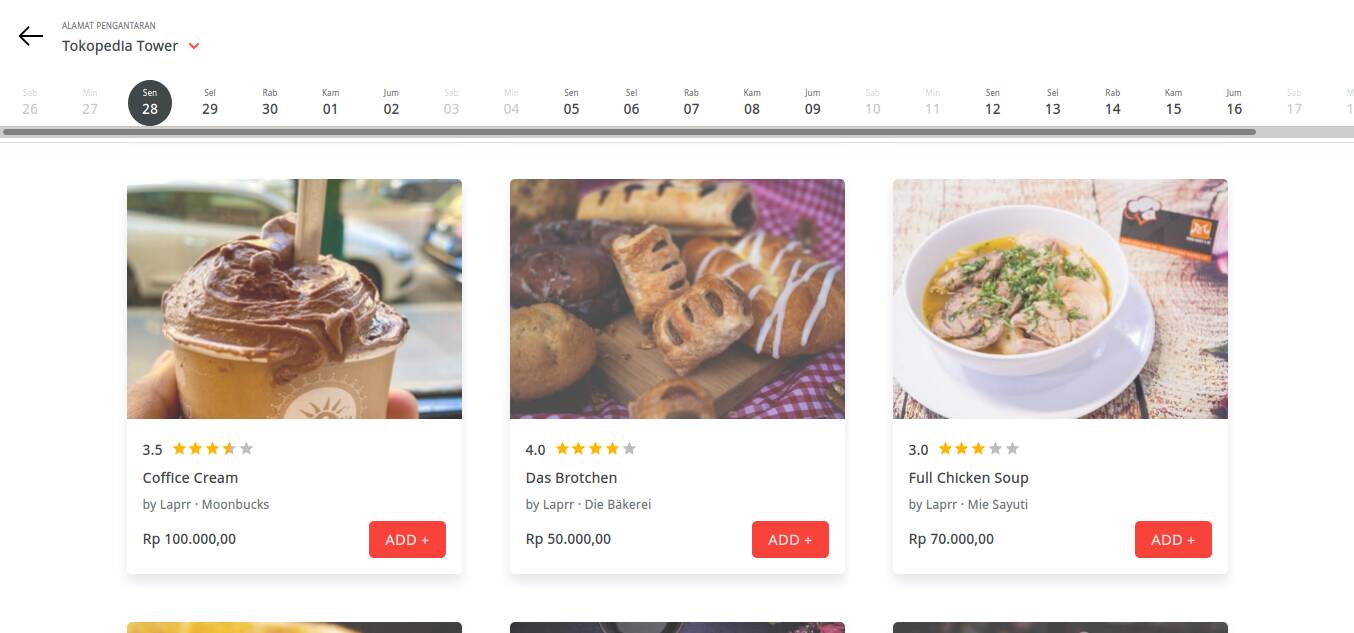 ALAMAT PENGANTARAN
Tokopedia Tower
Sab Min Sen Sel Rab Kam Jum Sab Min Sen Sel Rab Kam Jum Sab Min Sen Sel Rab Kam Jum Sab
26 27 28 29 30 01 02 03 04 05 06 07 08 09 10 11 12 13 14 15 16 17
3.5
4.0
3.0
Coffice Cream
Das Brotchen
Full Chicken Soup
by Laprr · Moonbucks
by Laprr · Die Bäkerei
by Laprr · Mie Sayuti
Rp 100.000,00
ADD +
Rp 50.000,00
ADD +
Rp 70.000,00
ADD +